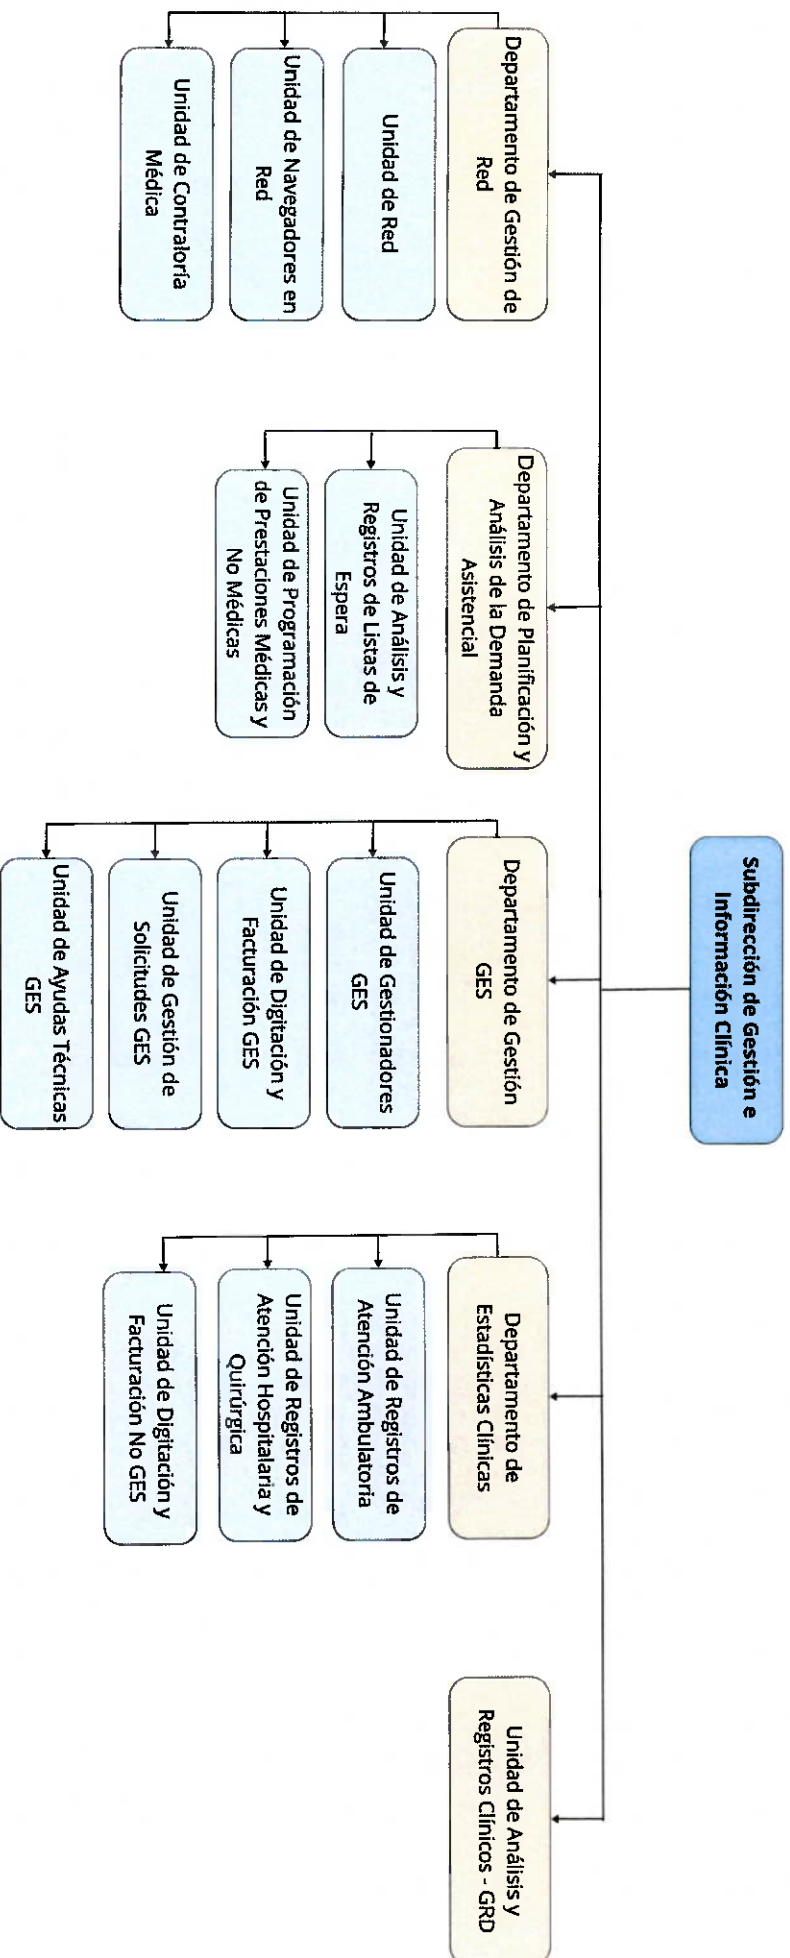 Subdirección de Gestión e
Información Clínica
Departamento de Gestión de
Red
Unidad de Red
Unidad de Navegadores en
Red
Unidad de Contraloría
Médica
Departamento de Planificación y
Análisis de la Demanda
Asistencial
Unidad de Análisis y
Registros de Listas de
Espera
Unidad de Programación
de Prestaciones Médicas y
No Médicas
Departamento de Gestión
GES
Unidad de Gestionadores
GES
Unidad de Digitación y
Facturación GES
Unidad de Gestión de
Solicitudes GES
Unidad de Ayudas Técnicas
GES
Departamento de
Estadísticas Clínicas
Unidad de Registros de
Atención Ambulatoria
Unidad de Registros de
Atención Hospitalaria y
Quirúrgica
Unidad de Digitación y
Facturación No GES
Unidad de Análisis y
Registros Clínicos - GRD